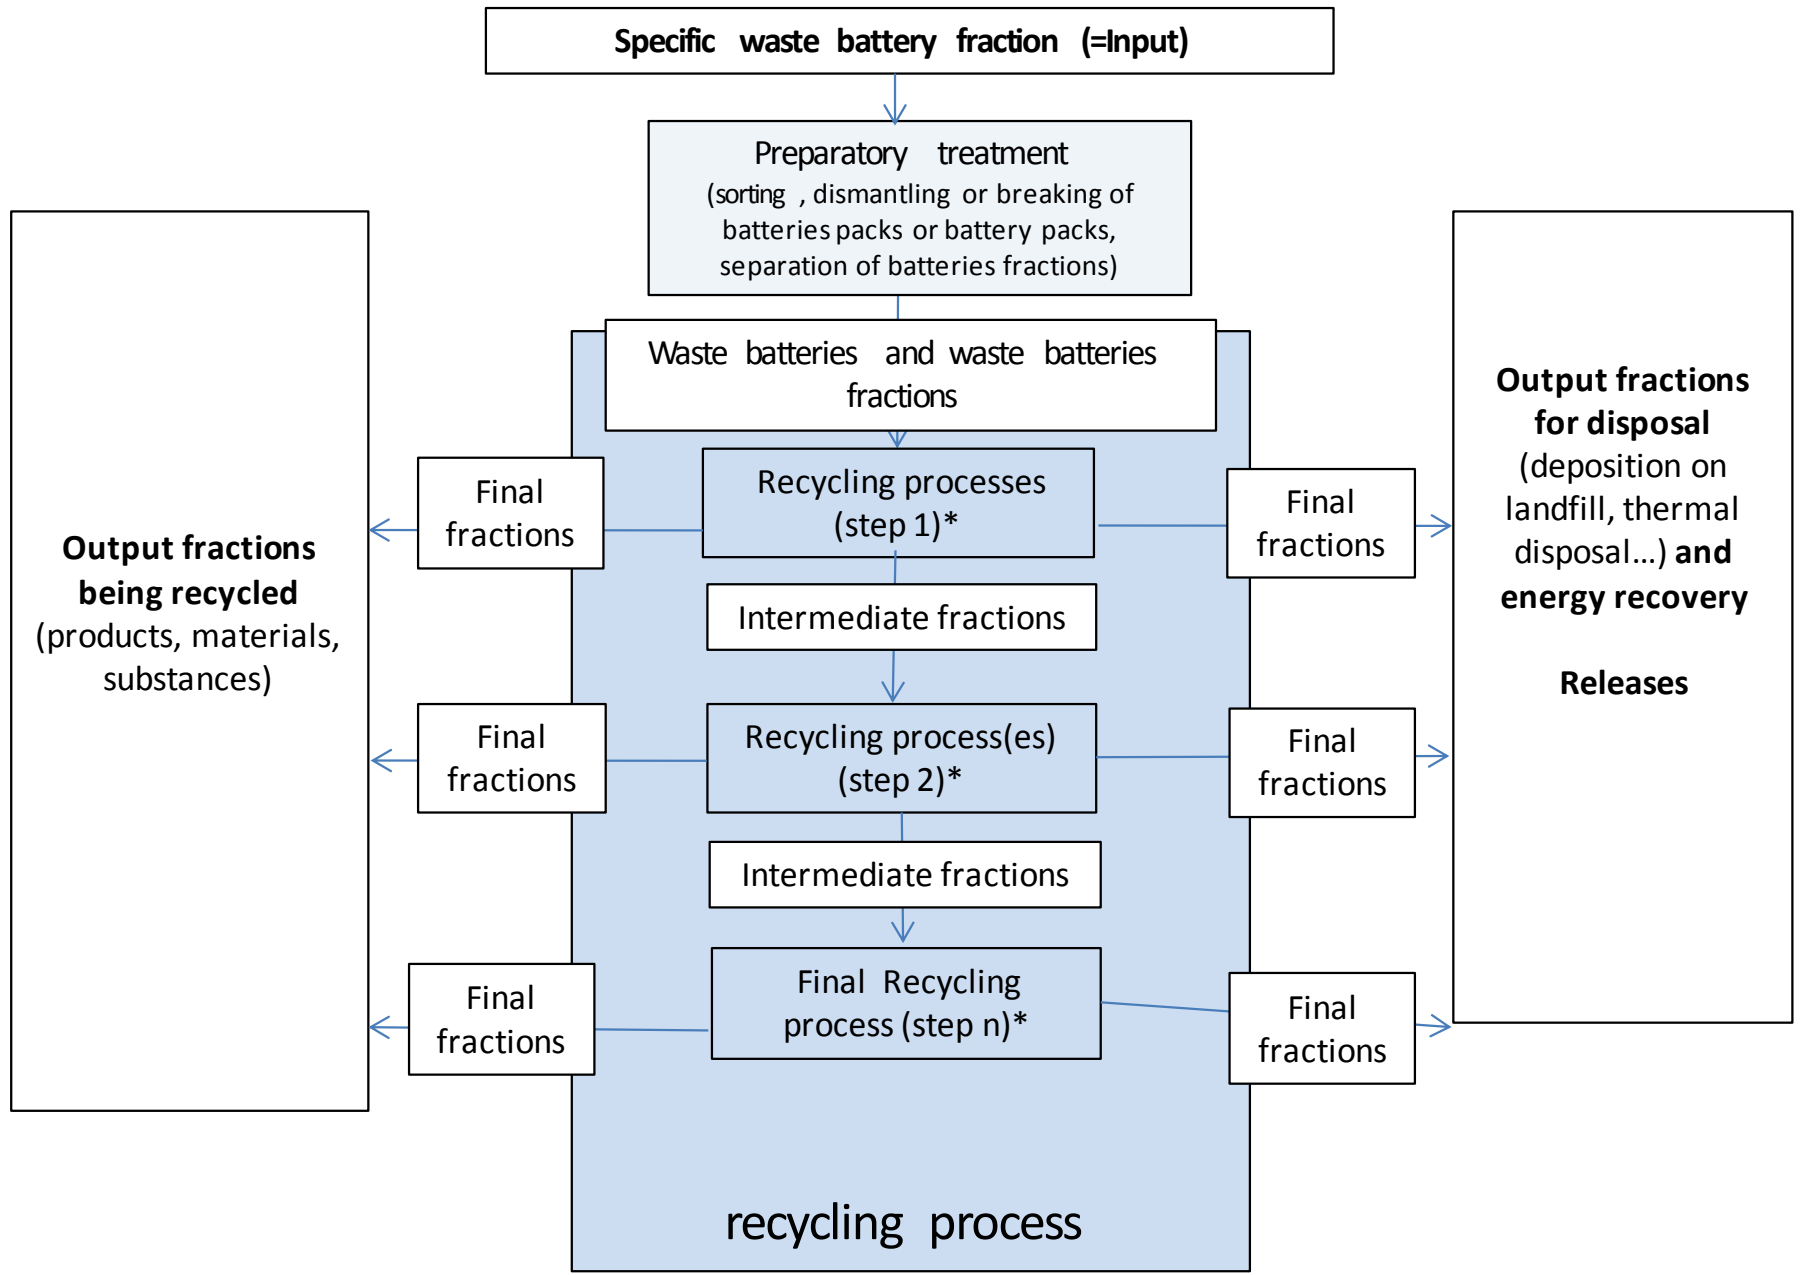 Specific waste battery fraction (=Input)
Preparatory treatment
(sorting , dismantling or breaking of
batteries packs or battery packs,
separation of batteries fractions)
Waste batteries and waste batteries
fractions
Output fractions
being recycled
(products, materials,
substances)
Final
fractions
Recycling processes
(step 1)*
Final
fractions
Intermediate fractions
Final
fractions
Recycling process(es)
(step 2)*
Final
fractions
Intermediate fractions
Final
fractions
Final Recycling
process (step n)*
Final
fractions
Output fractions
for disposal
(deposition on
landfill, thermal
disposal...) and
energy recovery
Releases
recycling process